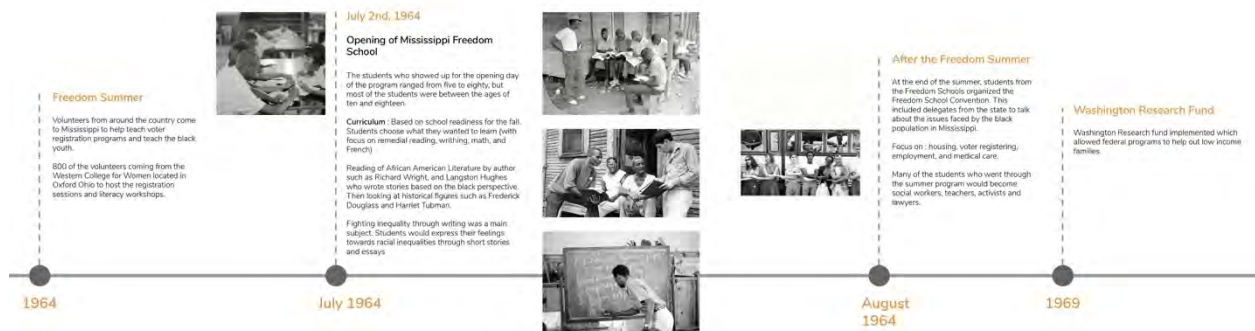 Freedom Summer
Volunteers from around the country come
to Mississippi to help teach voter
registration programs and teach the black
youth.
800 of the volunteers coming from the
Western College for Women located in
Oxford Ohio to host the registration
sessions and literacy workshops.
1964
July 2nd, 1964
Opening of Mississippi Freedom
School
The students who showed up for the opening day
of the program ranged from five to eighty, but
most of the students were between the ages of
ten and eighteen.
Curriculum : Based on school readiness for the fall.
Students choose what they wanted to learn (with
focus on remedial reading, writhing, math, and
French)
Reading of African American Literature by author
such as Richard Wright, and Langston Hughes
who wrote stories based on the black perspective.
Then looking at historical figures such as Frederick
Douglass and Harriet Tubman.
Fighting inequality through writing was a main
subject. Students would express their feelings
towards racial inequalities through short stories
and essays
July 1964
After the Freedom Summer
At the end of the summer, students from
the Freedom Schools organized the
Freedom School Convention. This
included delegates from the state to talk
about the issues faced by the black
population in Mississippi.
Focus on : housing, voter registering,
employment, and medical care.
Many of the students who went through
the summer program would become
social workers, teachers, activists and
lawyers.
August
1964
Washington Research Fund
Washington Research fund implemented which
allowed federal programs to help out low income
families.
1969